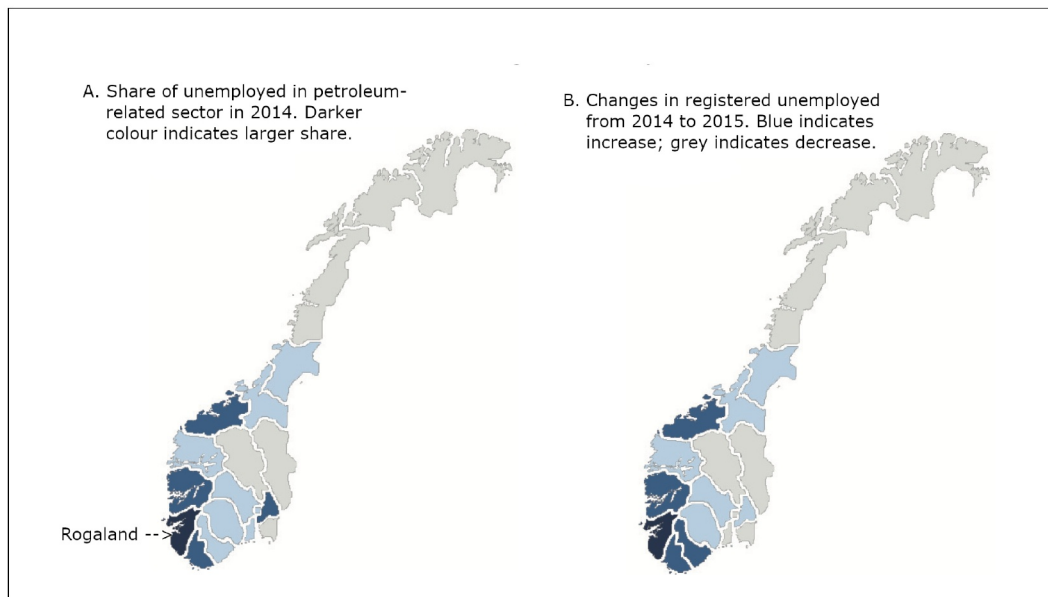 A. Share of unemployed in petroleum-
related sector in 2014. Darker
colour indicates larger share.
B. Changes in registered unemployed
from 2014 to 2015. Blue indicates
increase; grey indicates decrease.
Rogaland -->